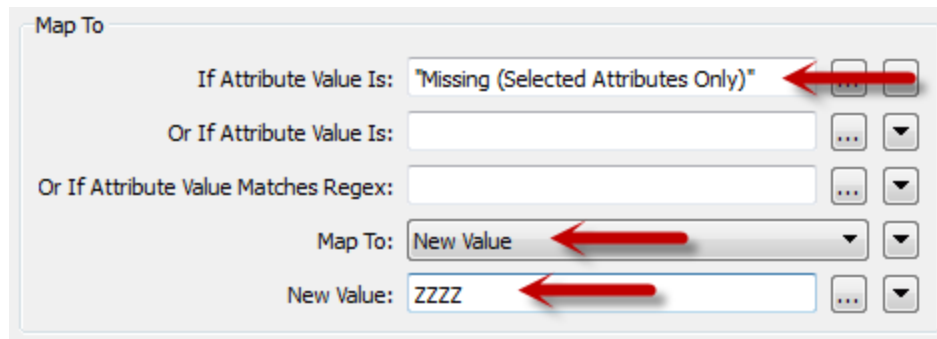 Map To
If Attribute Value Is: "Missing (Selected Attributes Only)" ...
Or If Attribute Value Is: ...
Or If Attribute Value Matches Regex: ...
Map To: New Value
New Value: ZZZZ ...